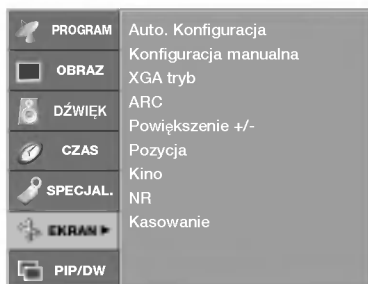 PROGRAM
OBRAZ
DŹWIĘK
CZAS
SPECJAL.
EKRAN
PIP/DW
Auto. Konfiguracja
Konfiguracja manualna
XGA tryb
ARC
Powiększenie +/-
Pozycja
Kino
NR
Kasowanie